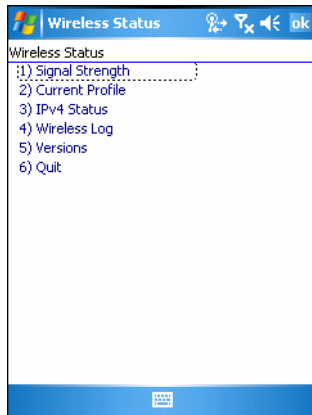 Wireless Status
ok
Wireless Status
1) Signal Strength
2) Current Profile
3) IPv4 Status
4) Wireless Log
5) Versions
6) Quit